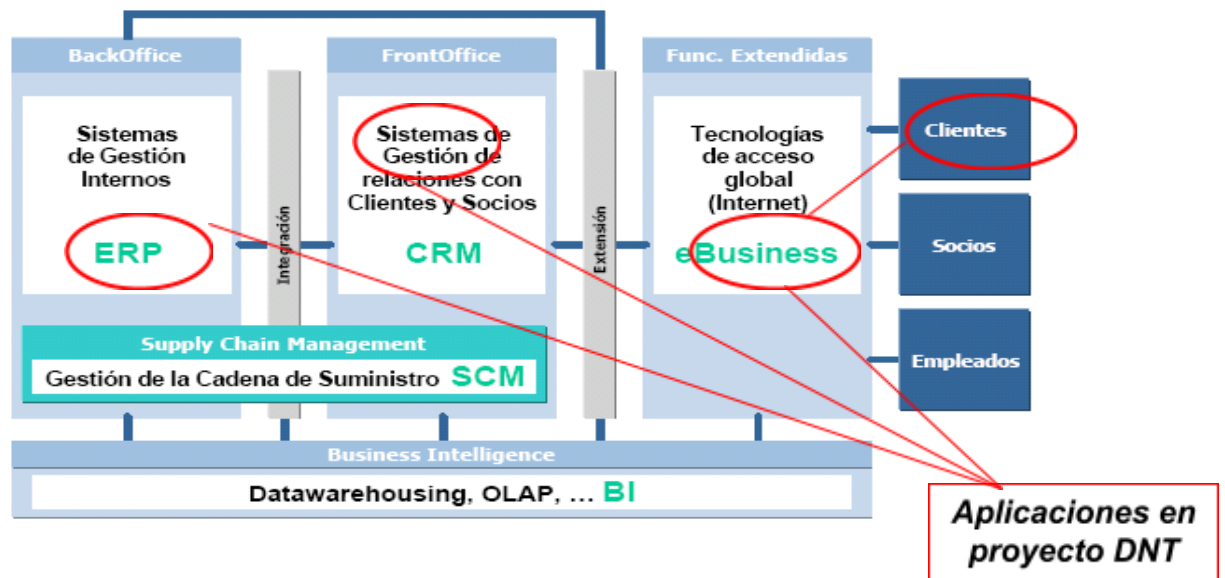 BackOffice
FrontOffice
Func. Extendidas
Sistemas
de Gestión
Internos
ERP
Integración
Sistemas de
Gestión de
relaciones con
Clientes y Socios
CRM
Extensión
Tecnologías
de acceso
global
(Internet)
eBusiness
Clientes
Socios
Empleados
Supply Chain Management
Gestión de la Cadena de Suministro SCM
Business Intelligence
Datawarehousing, OLAP, ... BI
Aplicaciones en
proyecto DNT